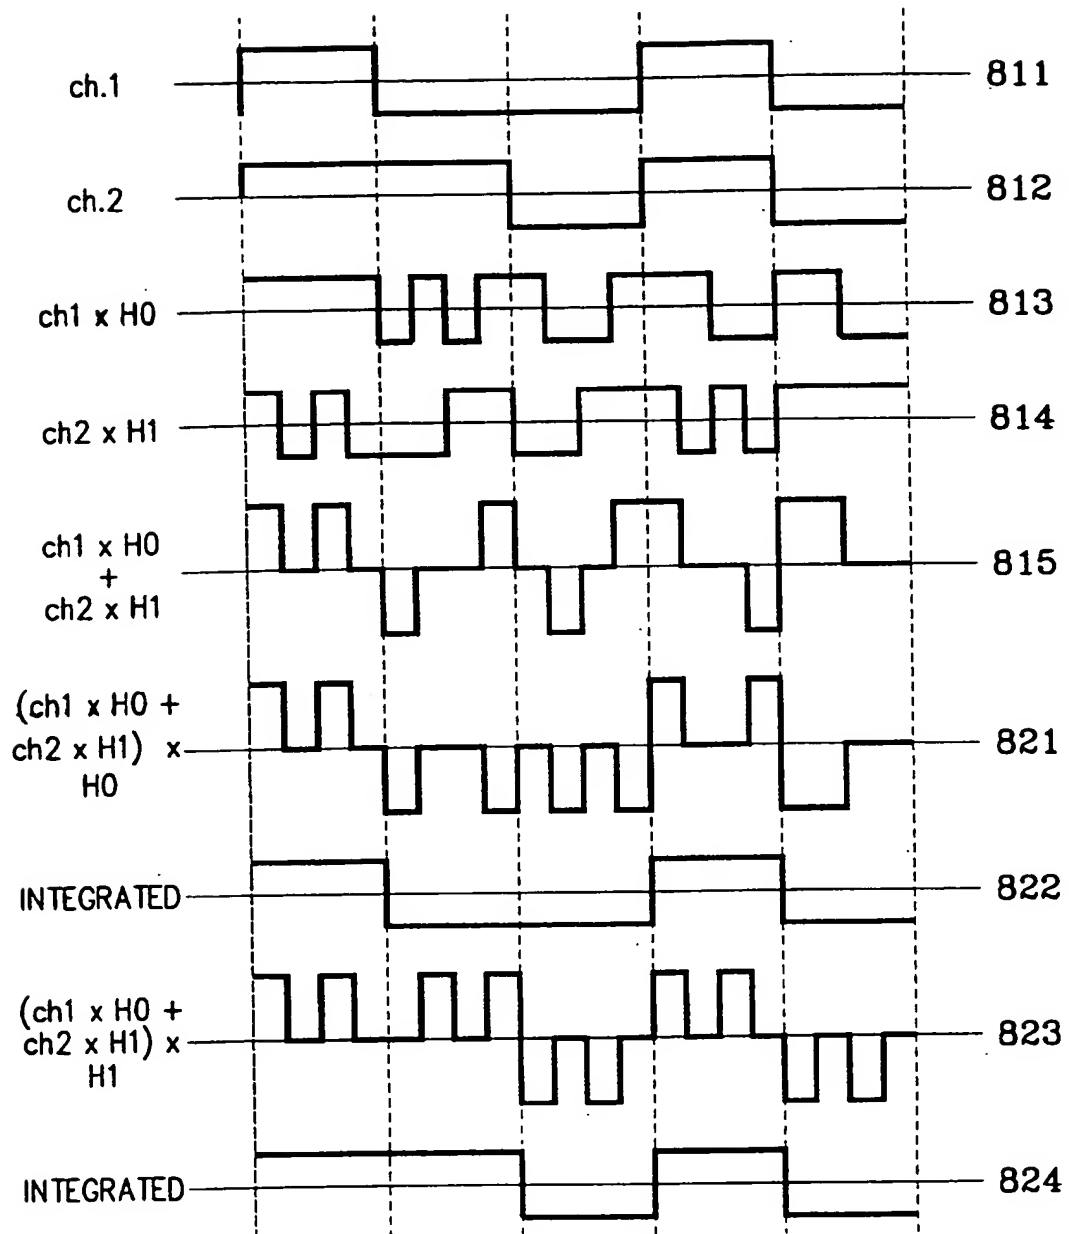 ch.1 811
ch.2 812
ch1 x H0 813
ch2 x H1 814
ch1 x H0
+
ch2 x H1
815
(ch1 x H0 +
ch2 x H1) x
H0
821
INTEGRATED 822
(ch1 x H0 +
ch2 x H1) x
H1
823
INTEGRATED 824